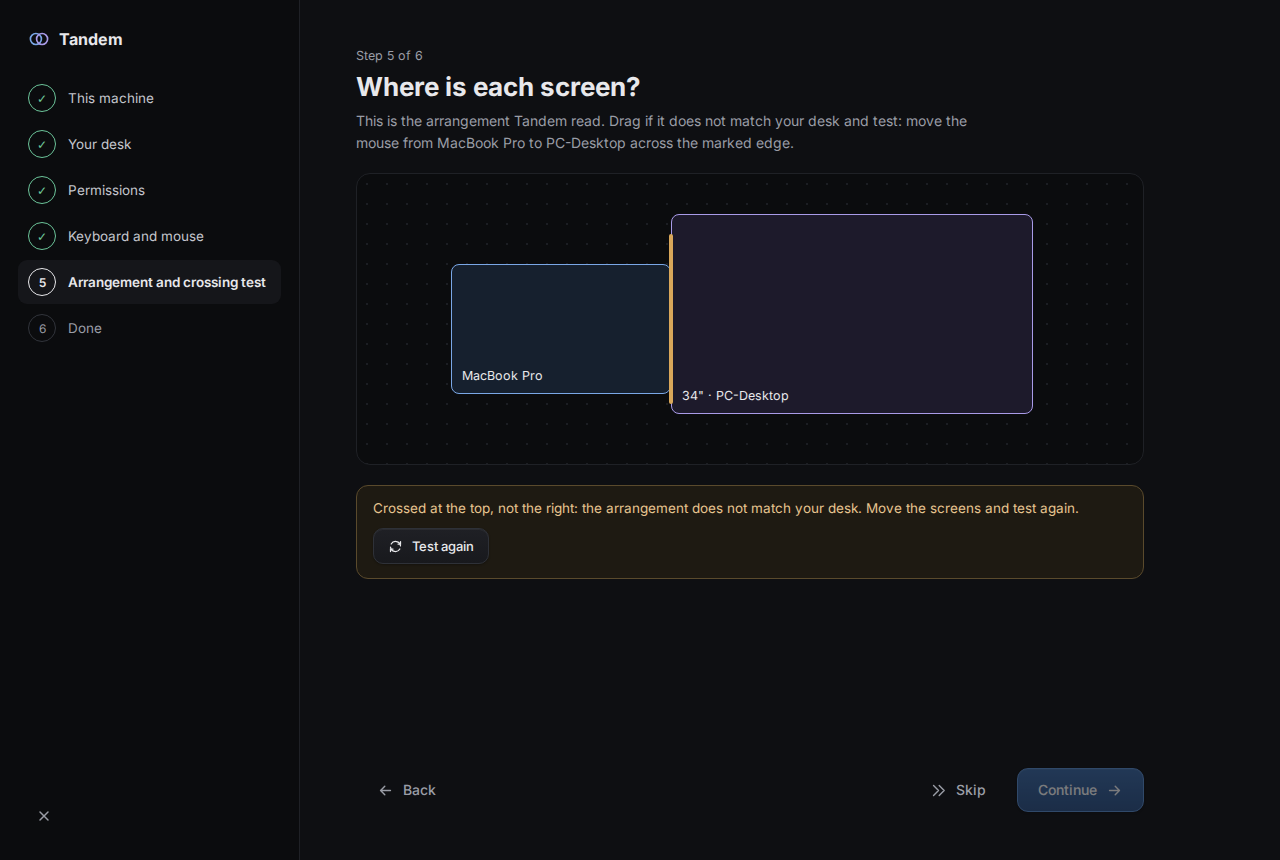 Tandem
✓ This machine
✓ Your desk
✓ Permissions
✓ Keyboard and mouse
5 Arrangement and crossing test
6 Done
Step 5 of 6
Where is each screen?
This is the arrangement Tandem read. Drag if it does not match your desk and test: move the
mouse from MacBook Pro to PC-Desktop across the marked edge.
MacBook Pro
34" · PC-Desktop
Crossed at the top, not the right: the arrangement does not match your desk. Move the screens and test again.
Test again
Back
Skip
Continue